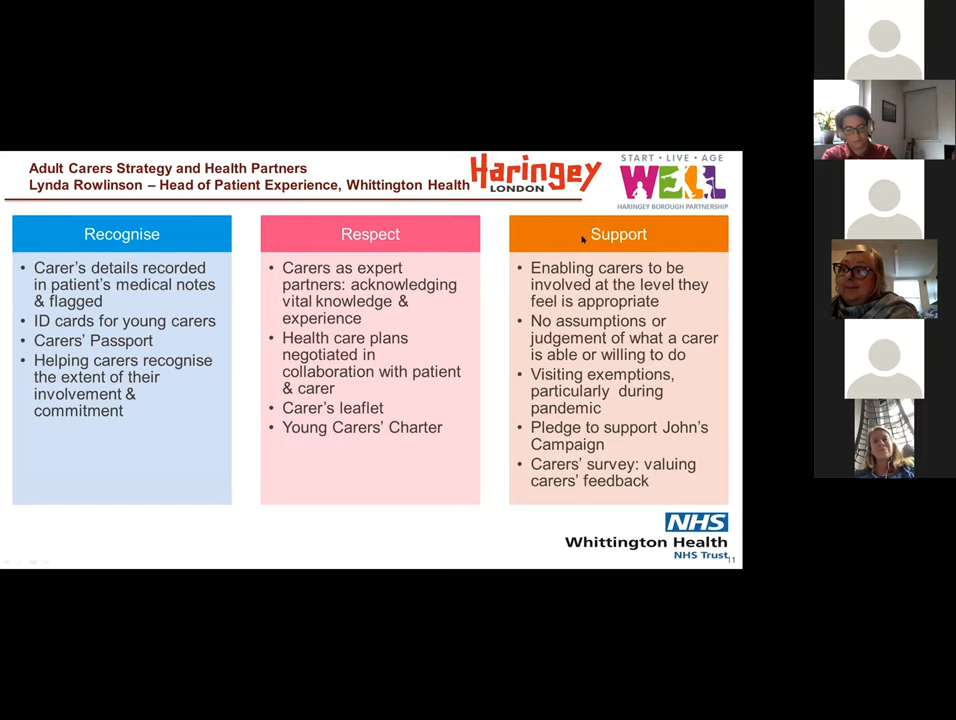 Adult Carers Strategy and Health Partners
Lynda Rowlinson – Head of Patient Experience, Whittington Health
Haringey
LONDON
START • LIVE • AGE
WELL
HARINGEY BOROUGH PARTNERSHIP
Recognise
• Carer's details recorded
in patient's medical notes
& flagged
• ID cards for young carers
• Carers' Passport
• Helping carers recognise
the extent of their
involvement &
commitment
Respect
• Carers as expert
partners: acknowledging
vital knowledge &
experience
• Health care plans
negotiated in
collaboration with patient
& carer
• Carer's leaflet
• Young Carers' Charter
Support
• Enabling carers to be
involved at the level they
feel is appropriate
• No assumptions or
judgement of what a carer
is able or willing to do
• Visiting exemptions,
particularly during
pandemic
• Pledge to support John's
Campaign
• Carers' survey: valuing
carers' feedback
NHS
Whittington Health
NHS Trust
11